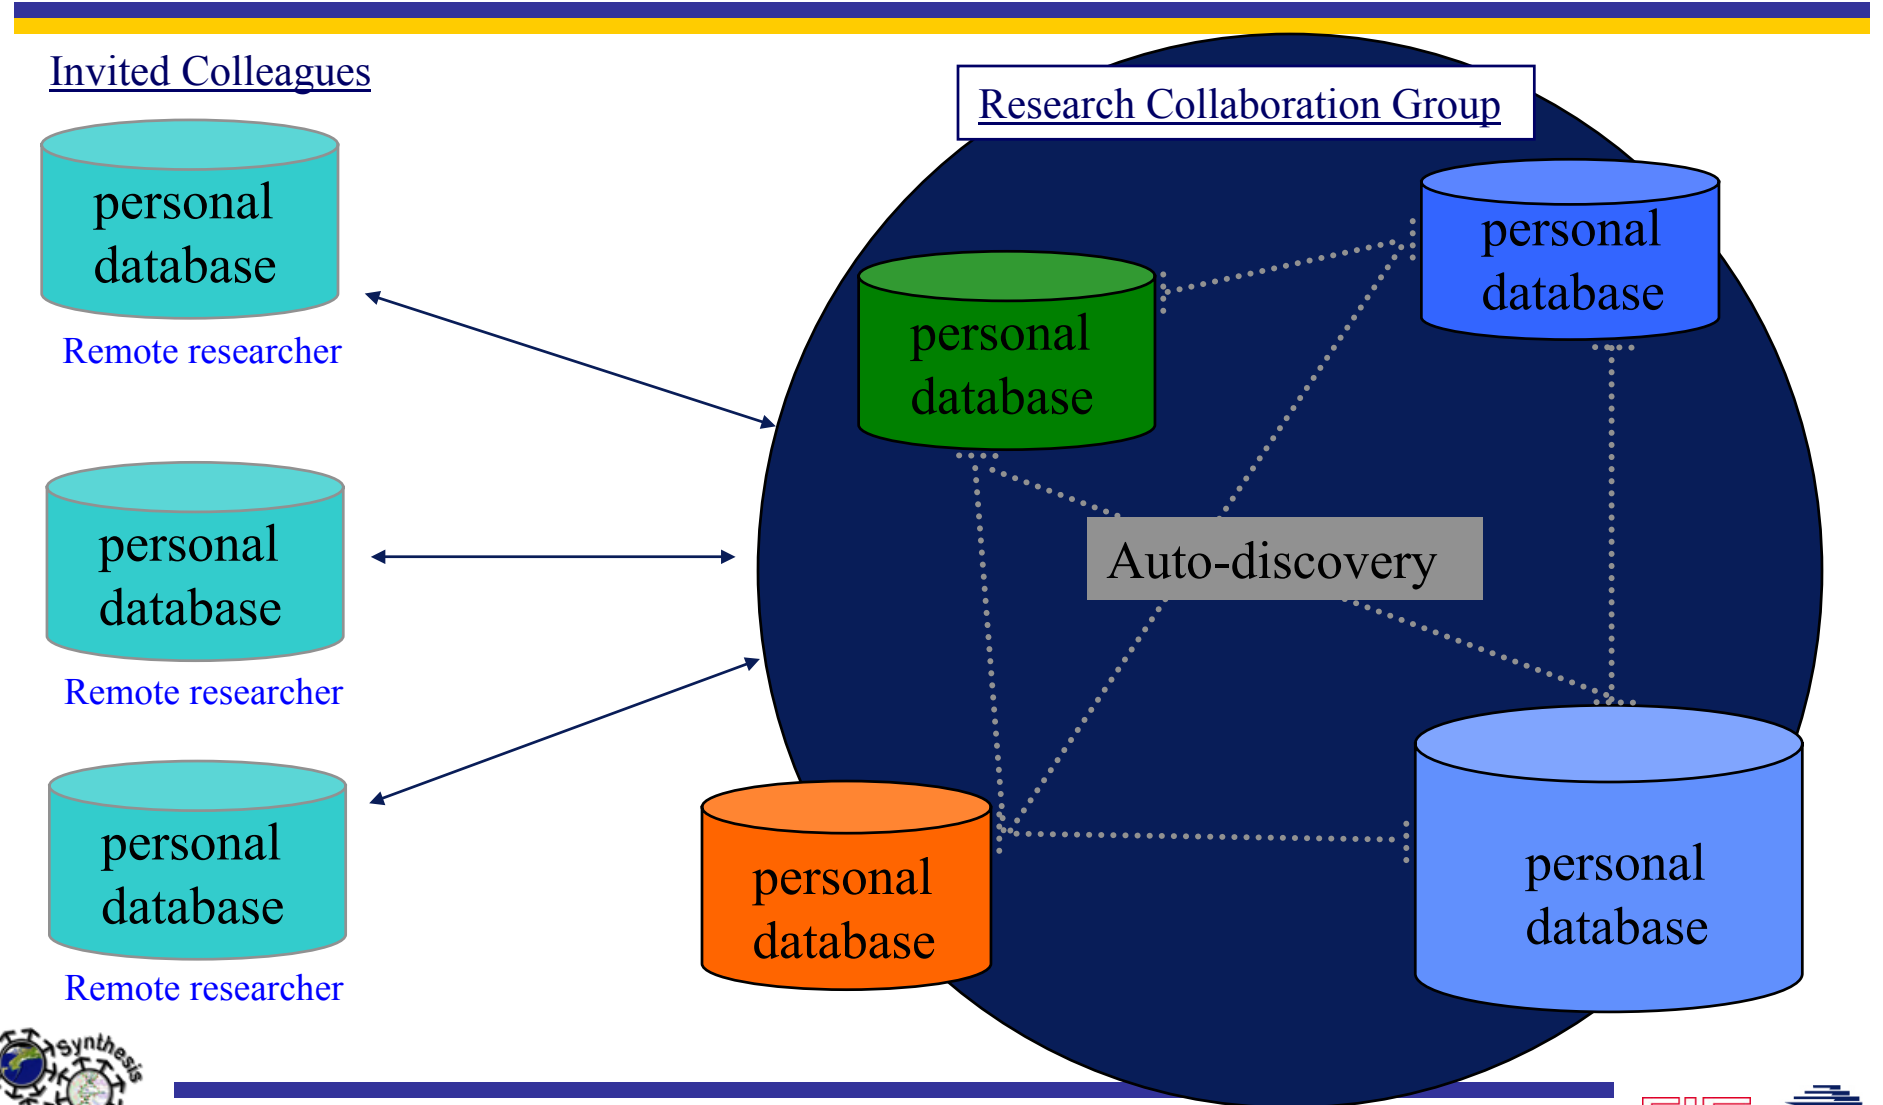 Invited Colleagues
personal
database
Remote researcher
personal
database
Remote researcher
personal
database
Remote researcher
Research Collaboration Group
personal
database
personal
database
Auto-discovery
personal
database
personal
database
Synthesis